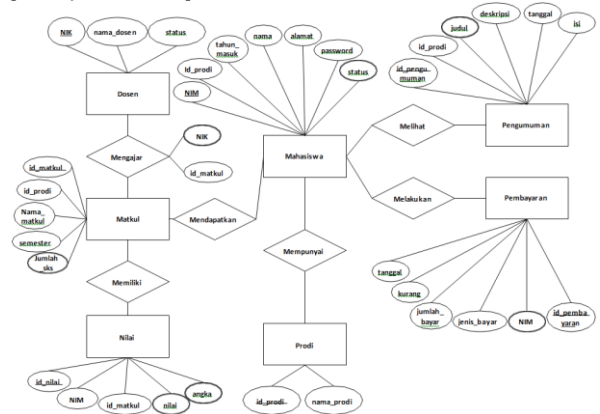 NIK
nama_dosen
status
Dosen
Mengajar
NIK
id_matkul
id_matkul
id_prodi
Nama_
matkul
semester
Jumlah
sks
Matkul
Mendapatkan
Memiliki
Nilai
id_nilai
NIM
id_matkul
nilai
angka
NIM
id_prodi
tahun_
masuk
nama
alamat
password
status
Mahasiswa
Mempunyai
Prodi
id_prodi
nama_prodi
Melihat
Melakukan
id_pengu
muman
id_prodi
judul
deskripsi
tanggal
isi
Pengumuman
Pembayaran
tanggal
kurang
jumlah_
bayar
jenis_bayar
NIM
id_pemba
yaran